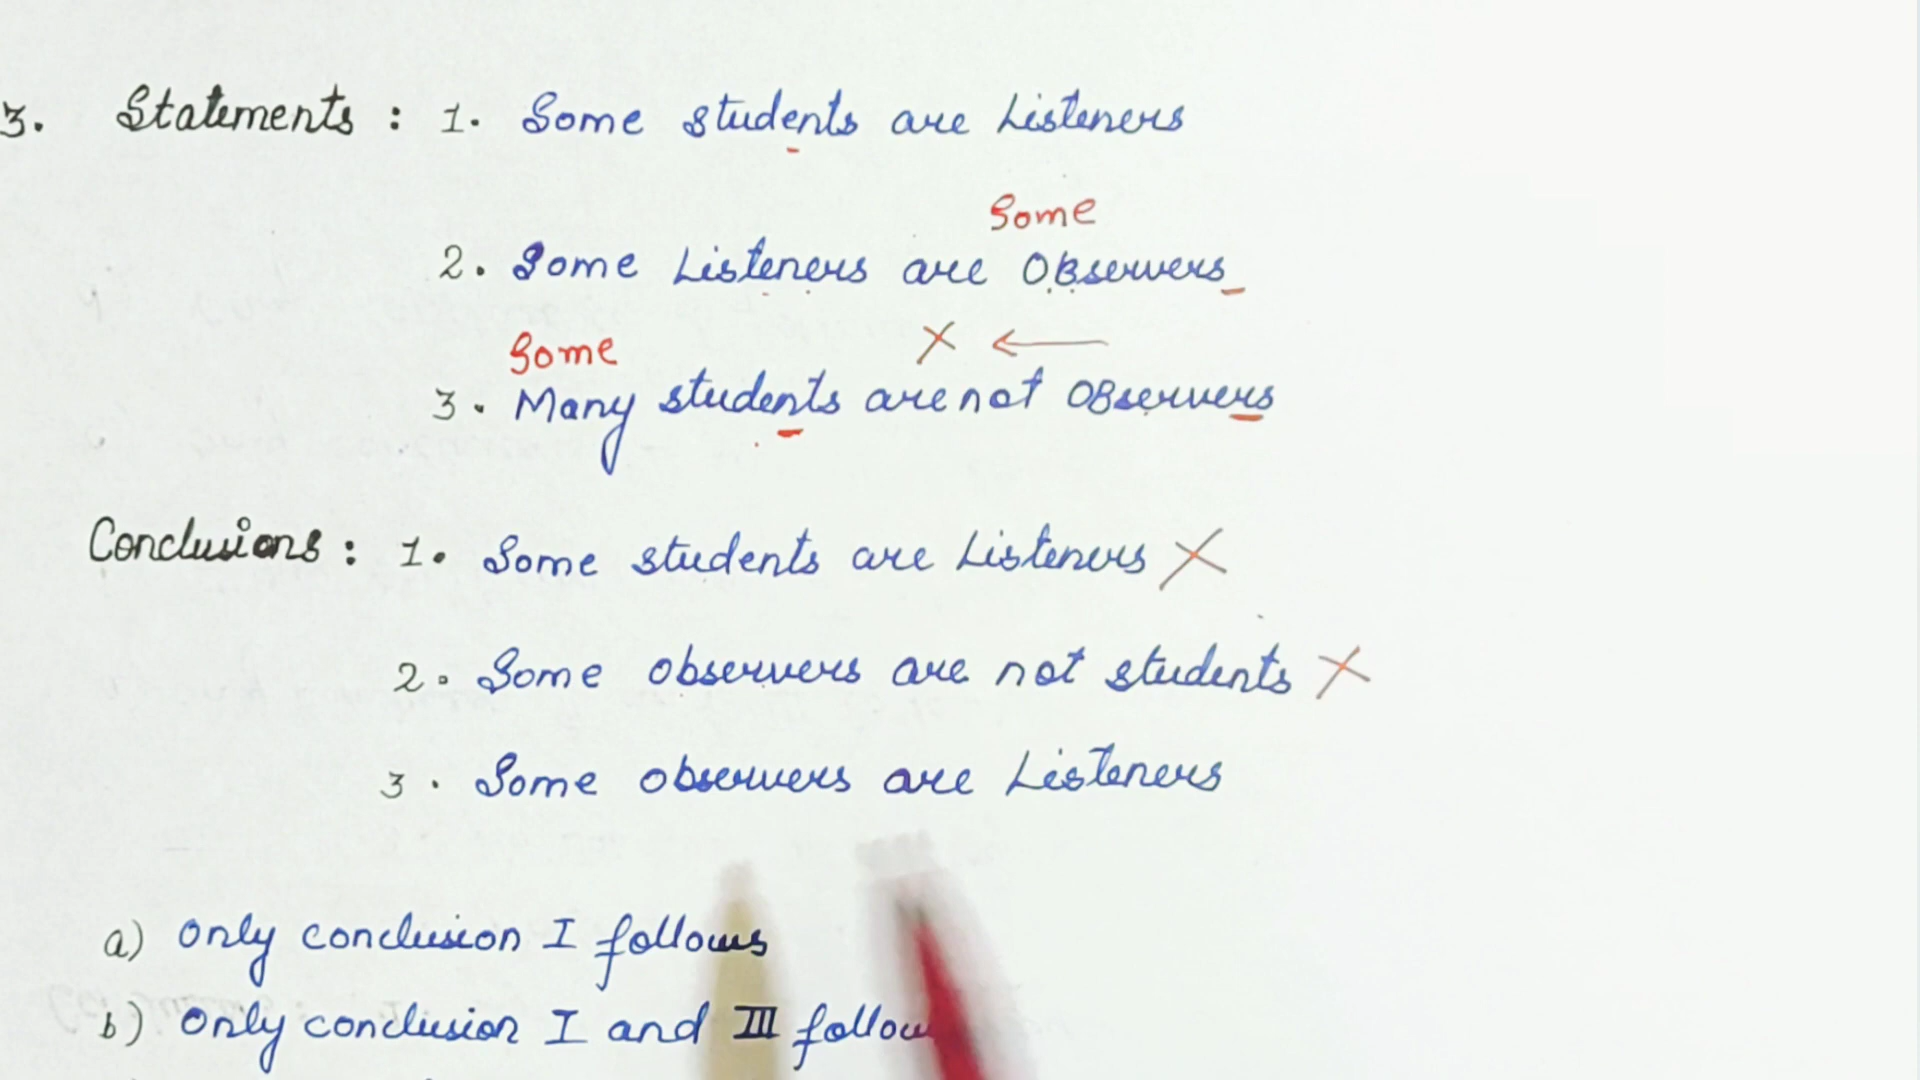 3. Statements : 1. Some students are Listeners
Some
2. Some Listeners are OBservers
Some X ←
3. Many students are not OBservers
Conclusions : 1. Some students are Listeners X
2. Some observers are not students X
3. Some observers are Listeners
a) Only conclusion I follows
b) Only conclusion I and III